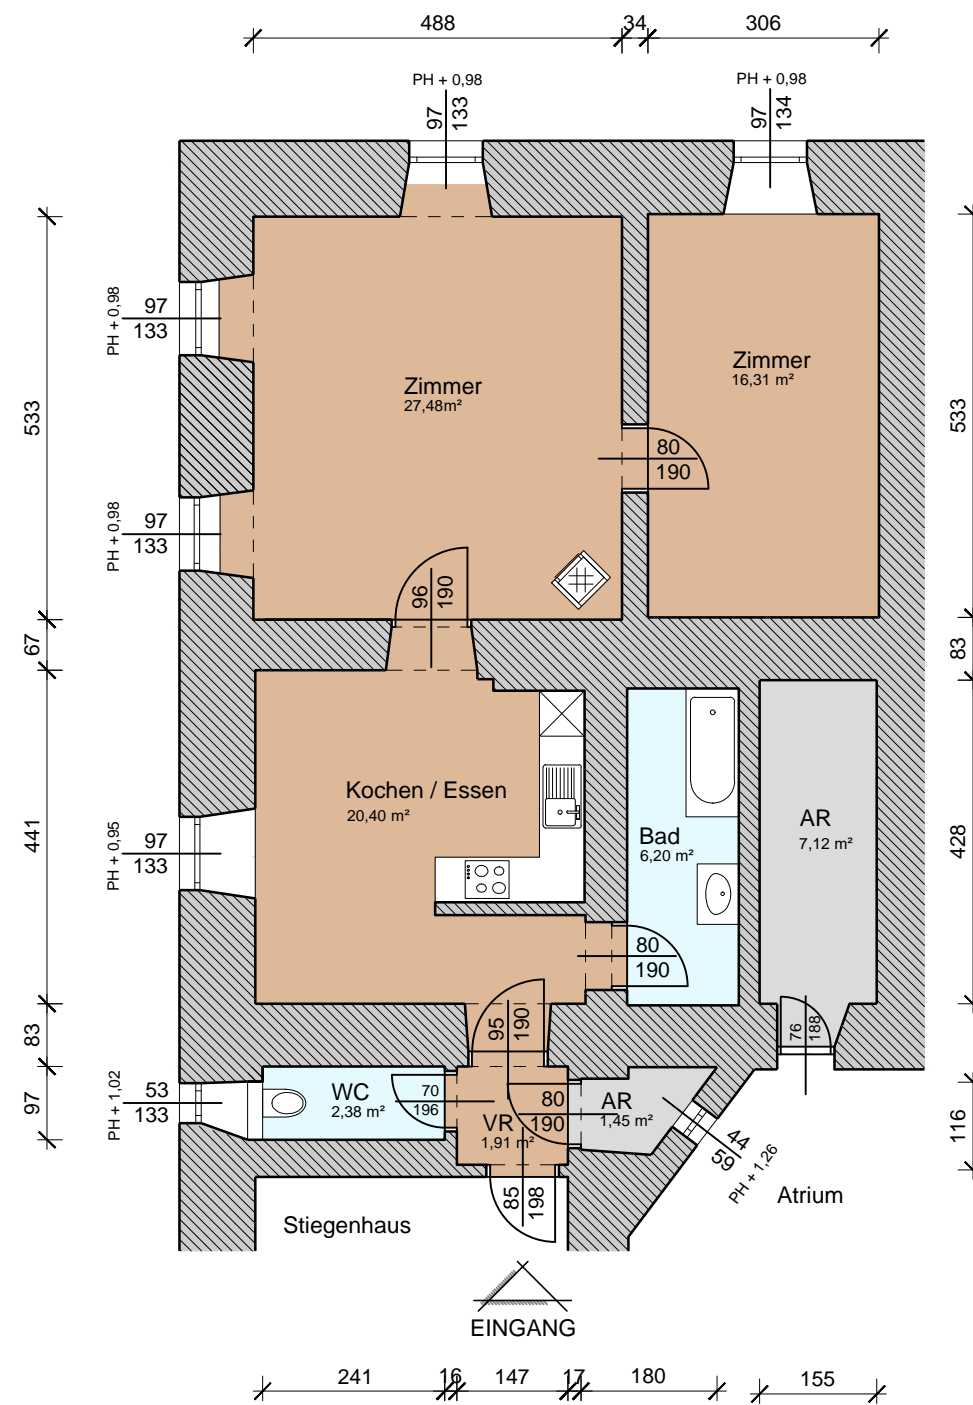 488
34
306
PH + 0,98
97
133
PH + 0,98
97
134
PH + 0,98
97
133
533
Zimmer
27,48m²
Zimmer
16,31 m²
533
80
190
PH + 0,98
97
133
96
190
67
83
Kochen / Essen
20,40 m²
441
PH + 0,95
97
133
Bad
6,20 m²
AR
7,12 m²
428
80
190
95
190
76
188
83
97
PH + 1,02
53
133
WC
2,38 m²
70
196
VR
1,91 m²
80
190
AR
1,45 m²
44
59
PH + 1,26
116
85
198
Stiegenhaus
Atrium
EINGANG
241
16
147
17
180
155